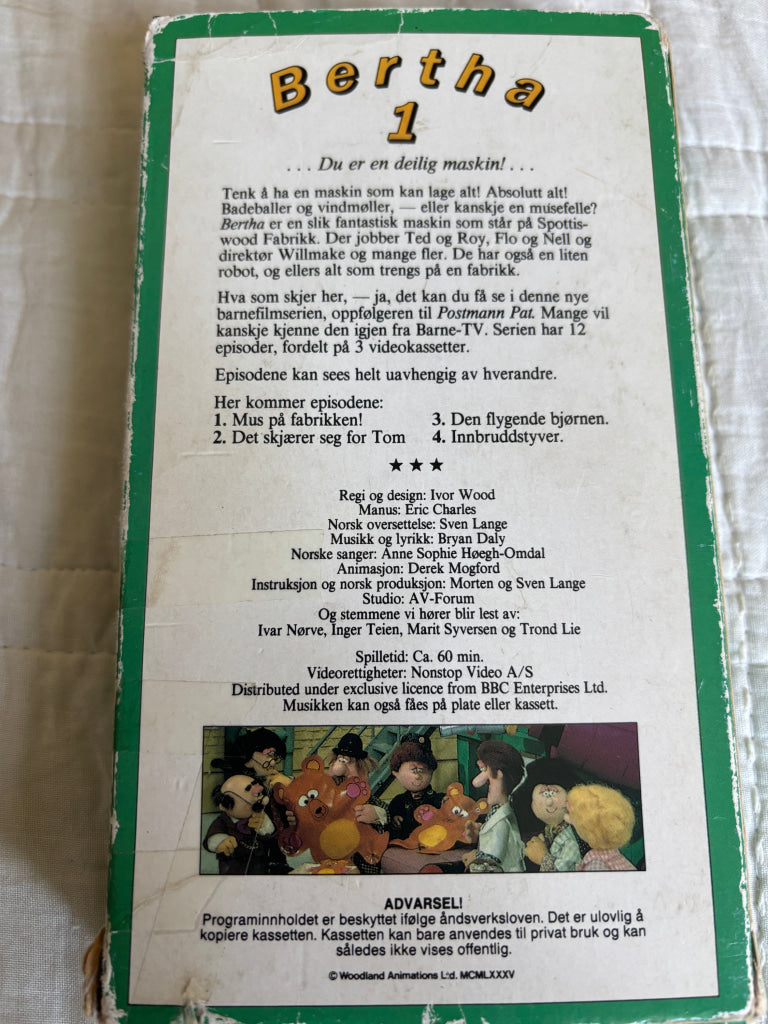 Bertha
1
. . . Du er en deilig maskin! . . .
Tenk å ha en maskin som kan lage alt! Absolutt alt!
Badeballer og vindmøller, — eller kanskje en musefelle?
Bertha er en slik fantastisk maskin som står på Spottis-
wood Fabrikk. Der jobber Ted og Roy, Flo og Nell og
direktør Willmake og mange fler. De har også en liten
robot, og ellers alt som trengs på en fabrikk.
Hva som skjer her, — ja, det kan du få se i denne nye
barnefilmserien, oppfølgeren til Postmann Pat. Mange vil
kanskje kjenne den igjen fra Barne-TV. Serien har 12
episoder, fordelt på 3 videokassetter.
Episodene kan sees helt uavhengig av hverandre.
Her kommer episodene:
1. Mus på fabrikken! 3. Den flygende bjørnen.
2. Det skjærer seg for Tom 4. Innbruddstyver.
★ ★ ★
Regi og design: Ivor Wood
Manus: Eric Charles
Norsk oversettelse: Sven Lange
Musikk og lyrikk: Bryan Daly
Norske sanger: Anne Sophie Høegh-Omdal
Animasjon: Derek Mogford
Instruksjon og norsk produksjon: Morten og Sven Lange
Studio: AV-Forum
Og stemmene vi hører blir lest av:
Ivar Nørve, Inger Teien, Marit Syversen og Trond Lie
Spilletid: Ca. 60 min.
Videorettigheter: Nonstop Video A/S
Distributed under exclusive licence from BBC Enterprises Ltd.
Musikken kan også fåes på plate eller kassett.
ADVARSEL!
Programinnholdet er beskyttet ifølge åndsverksloven. Det er ulovlig å
kopiere kassetten. Kassetten kan bare anvendes til privat bruk og kan
således ikke vises offentlig.
© Woodland Animations Ltd. MCMLXXXV